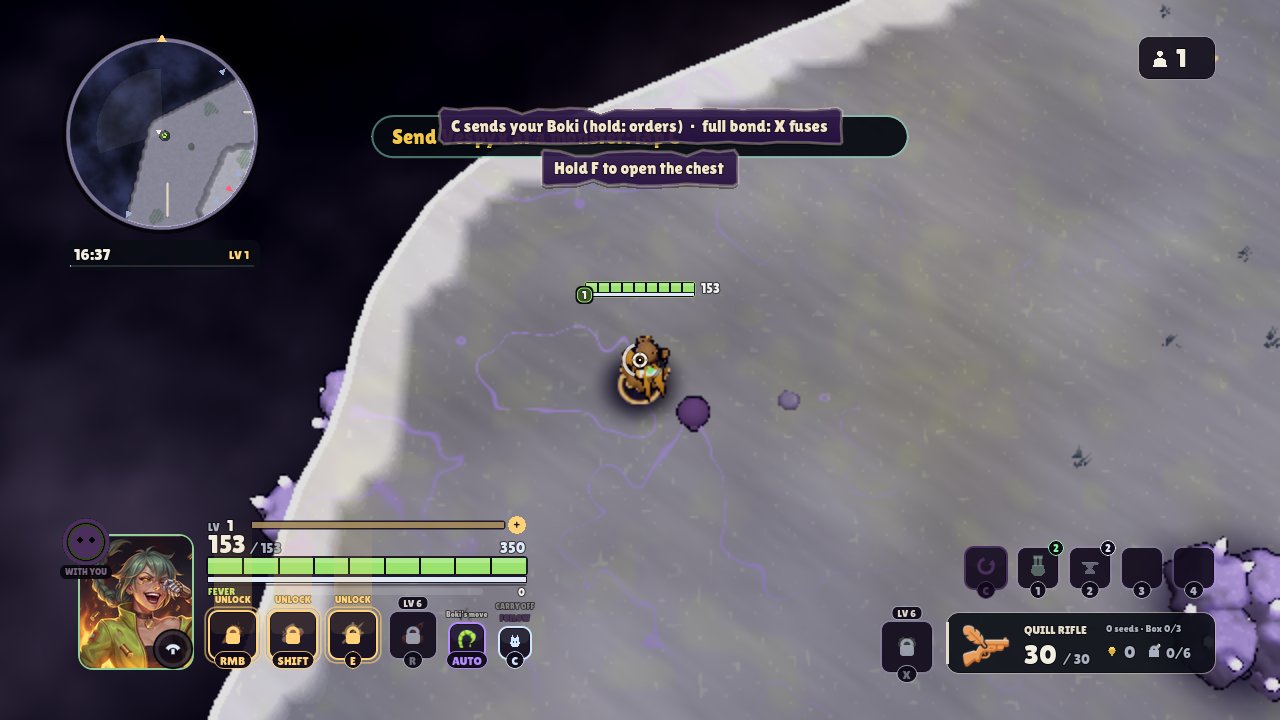 1
C sends your Boki (hold: orders) · full bond: X fuses
Send
Hold F to open the chest
16:37
LV 1
1
153
LV 1
153 / 153
350
WITH YOU
FEVER
0
UNLOCK
UNLOCK
UNLOCK
LV 6
Boki's move
CARRY OFF
FOLLOW
RMB
SHIFT
E
R
AUTO
C
2
2
C
1
2
3
4
LV 6
X
QUILL RIFLE
0 seeds · Box 0/3
30 / 30
0
0/6